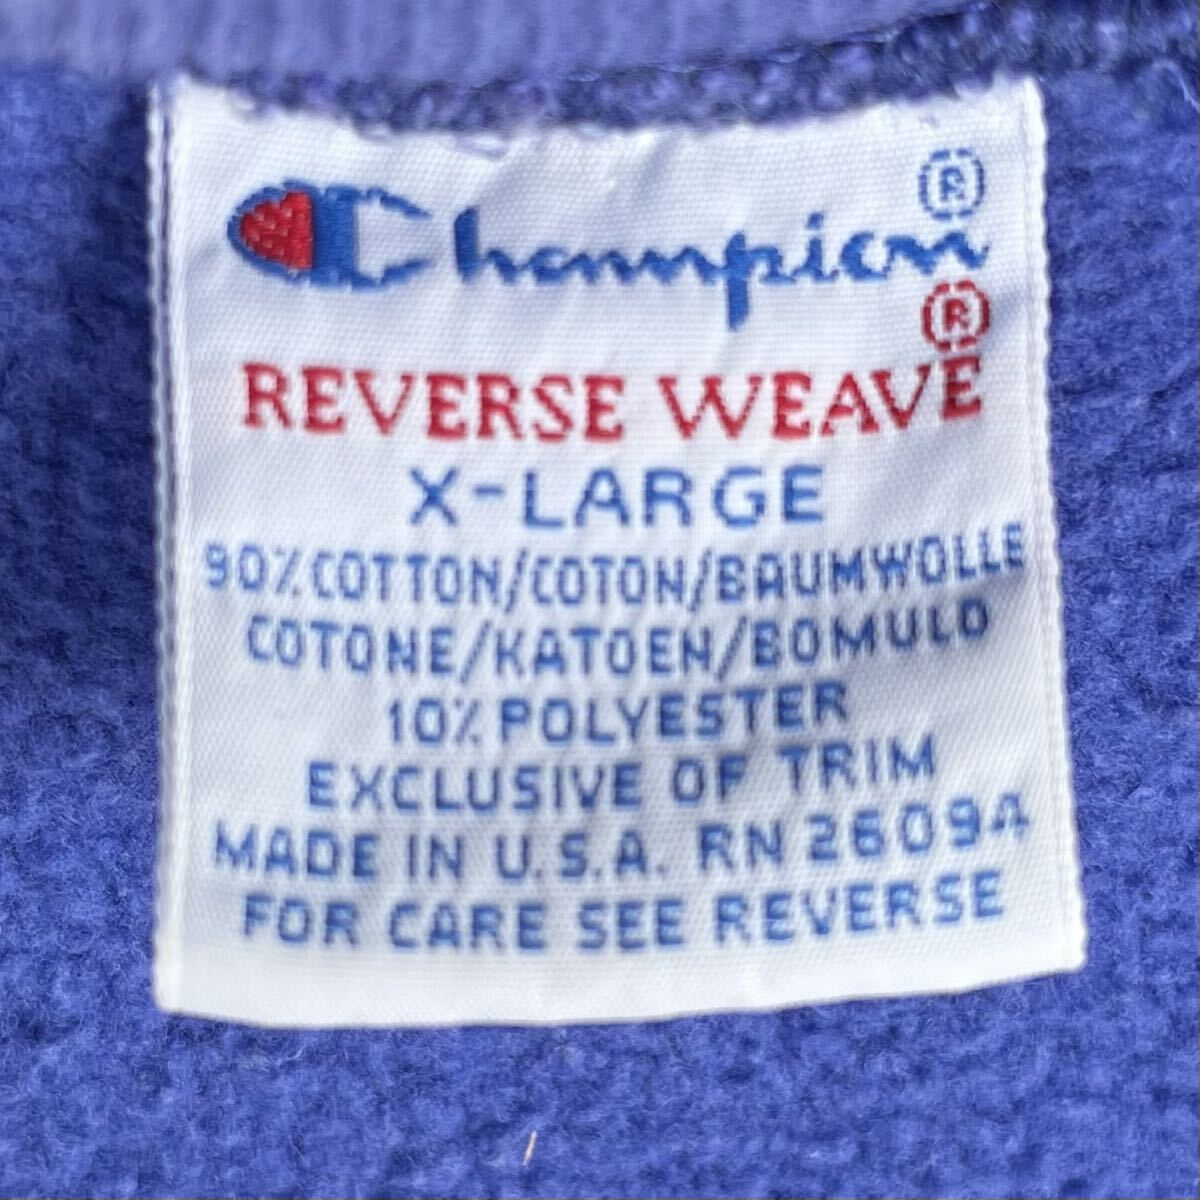 Champion®
REVERSE WEAVE®
X-LARGE
90% COTTON/COTON/BAUMWOLLE
COTONE/KATOEN/BOMULD
10% POLYESTER
EXCLUSIVE OF TRIM
MADE IN U.S.A. RN 26094
FOR CARE SEE REVERSE